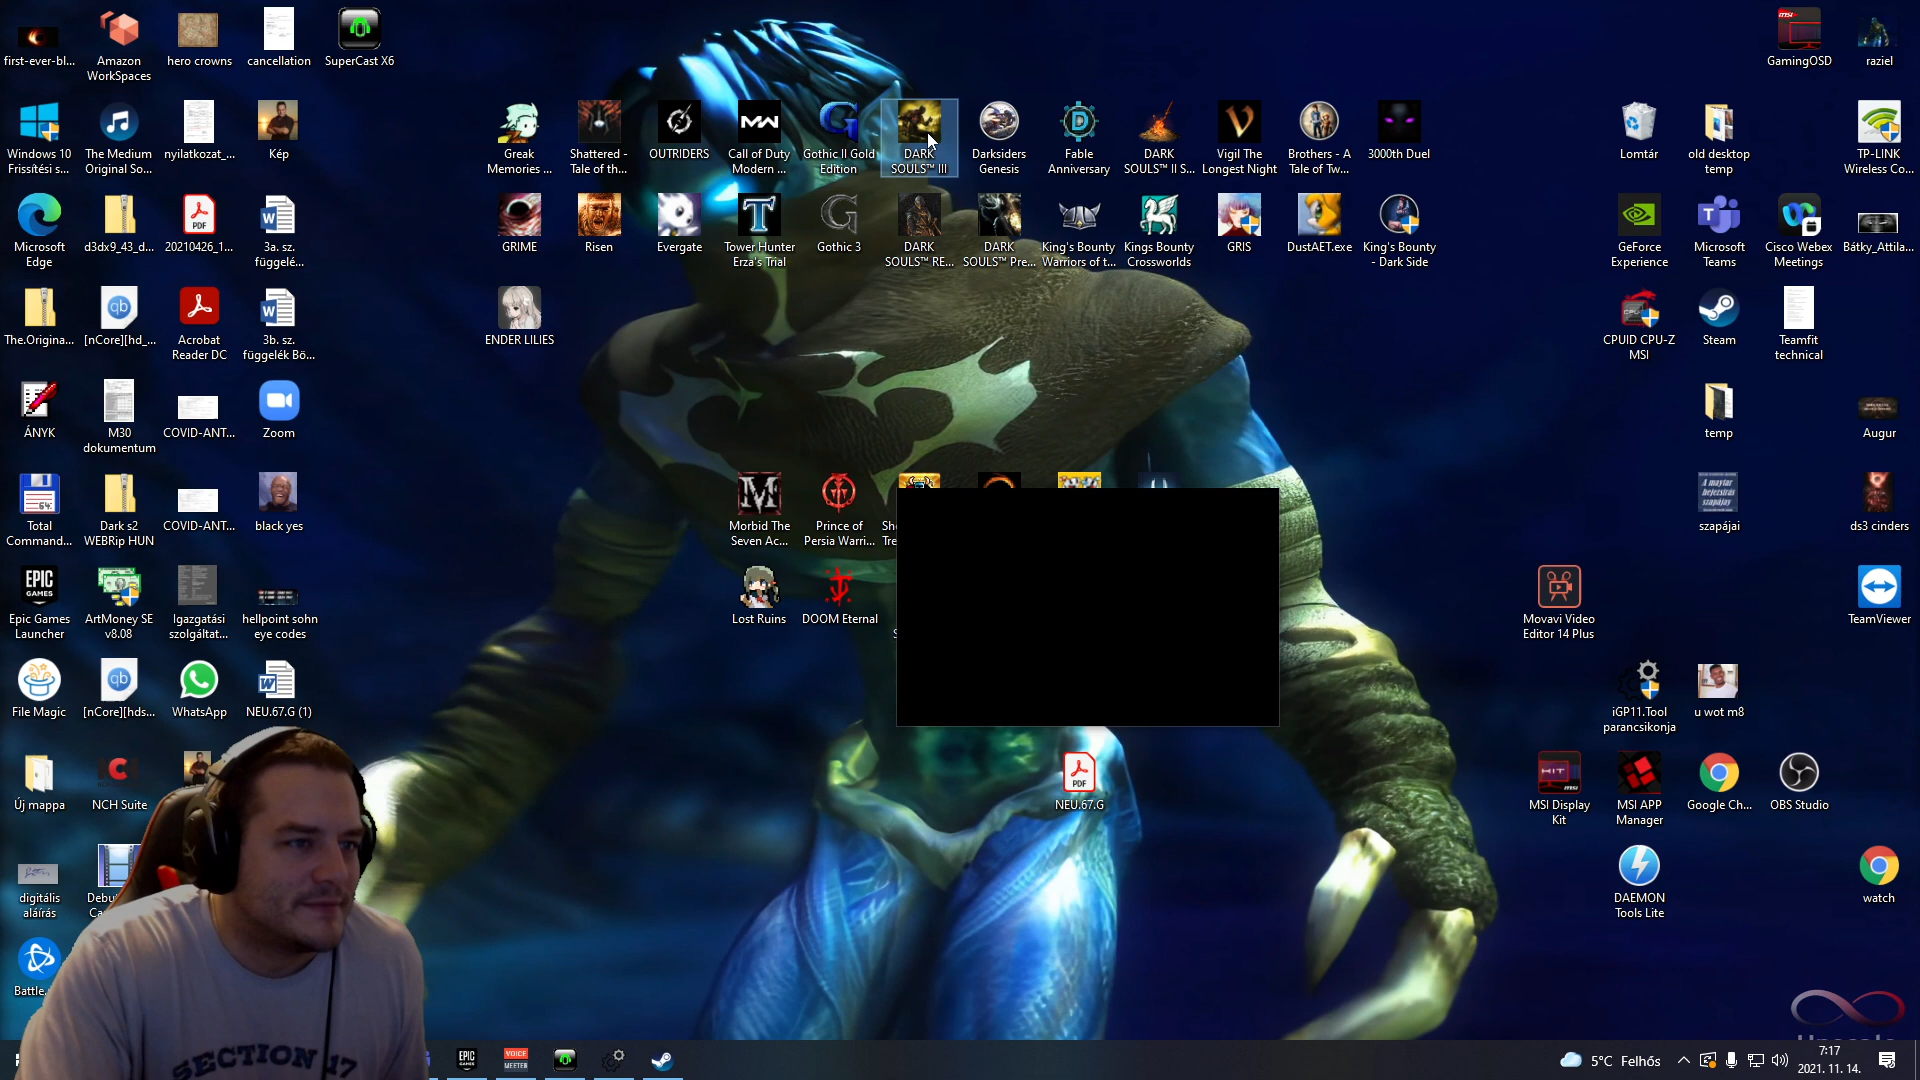 first-ever-bl...
Amazon
WorkSpaces
hero crowns
cancellation
SuperCast X6
GamingOSD
raziel
Windows 10
Frissítési s...
The Medium
Original So...
nyilatkozat_...
Kép
Greak
Memories ...
Shattered -
Tale of th...
OUTRIDERS
Call of Duty
Modern ...
Gothic II Gold
Edition
DARK
SOULS™ III
Darksiders
Genesis
Fable
Anniversary
DARK
SOULS™ II S...
Vigil The
Longest Night
Brothers - A
Tale of Tw...
3000th Duel
Lomtár
old desktop
temp
TP-LINK
Wireless Co...
Microsoft
Edge
d3dx9_43_d...
20210426_1...
3a. sz.
függelé...
GRIME
Risen
Evergate
Tower Hunter
Erza's Trial
Gothic 3
DARK
SOULS™ RE...
DARK
SOULS™ Pre...
King's Bounty
Warriors of t...
Kings Bounty
Crossworlds
GRIS
DustAET.exe
King's Bounty
- Dark Side
GeForce
Experience
Microsoft
Teams
Cisco Webex
Meetings
Bátky_Attila...
The.Origina...
[nCore][hd_...
Acrobat
Reader DC
3b. sz.
függelék Bö...
ENDER LILIES
CPUID CPU-Z
MSI
Steam
Teamfit
technical
ÁNYK
M30
dokumentum
COVID-ANT...
Zoom
temp
Augur
Total
Command...
Dark s2
WEBRip HUN
COVID-ANT...
black yes
Morbid The
Seven Ac...
Prince of
Persia Warri...
szapájai
ds3 cinders
Epic Games
Launcher
ArtMoney SE
v8.08
Igazgatási
szolgáltat...
hellpoint sohn
eye codes
Lost Ruins
DOOM Eternal
Movavi Video
Editor 14 Plus
TeamViewer
File Magic
[nCore][hds...
WhatsApp
NEU.67.G (1)
iGP11.Tool
parancsikonja
u wot m8
Új mappa
NCH Suite
NEU.67.G
MSI Display
Kit
MSI APP
Manager
Google Ch...
OBS Studio
digitális
aláírás
DAEMON
Tools Lite
watch
SECTION 17
5°C Felhős
7:17
2021. 11. 14.